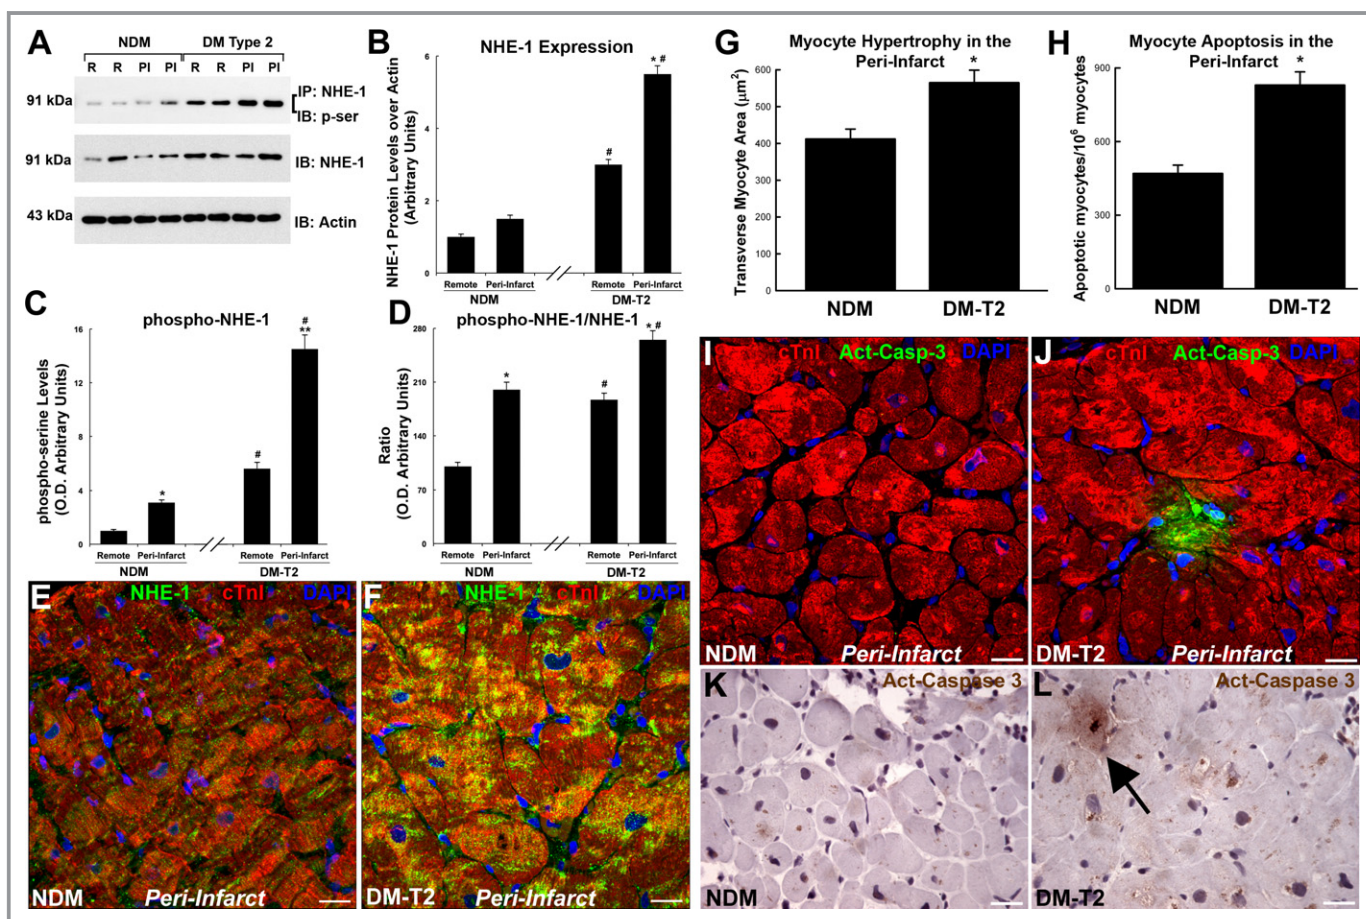 A
NDM DM Type 2
R R PI PI R R PI PI
91 kDa
IP: NHE-1
IB: p-ser
91 kDa
IB: NHE-1
43 kDa
IB: Actin
B
NHE-1 Expression
NHE-1 Protein Levels over Actin
(Arbitrary Units)
6
4
2
0
#
* #
Remote Peri-Infarct Remote Peri-Infarct
NDM DM-T2
C
phospho-NHE-1
phospho-serine Levels
(O.D. Arbitrary Units)
16
12
8
4
0
*
#
#
**
Remote Peri-Infarct Remote Peri-Infarct
NDM DM-T2
D
phospho-NHE-1/NHE-1
Ratio
(O.D. Arbitrary Units)
280
210
140
70
0
*
#
* #
Remote Peri-Infarct Remote Peri-Infarct
NDM DM-T2
E
NHE-1 cTnI DAPI
NDM Peri-Infarct
F
NHE-1 cTnI DAPI
DM-T2 Peri-Infarct
G
Myocyte Hypertrophy in the
Peri-Infarct
Transverse Myocyte Area (μm2)
600
500
400
300
200
100
0
*
NDM DM-T2
H
Myocyte Apoptosis in the
Peri-Infarct
Apoptotic myocytes/106 myocytes
900
600
300
0
*
NDM DM-T2
I
cTnI Act-Casp-3 DAPI
NDM Peri-Infarct
J
cTnI Act-Casp-3 DAPI
DM-T2 Peri-Infarct
K
Act-Caspase 3
NDM
L
Act-Caspase 3
DM-T2